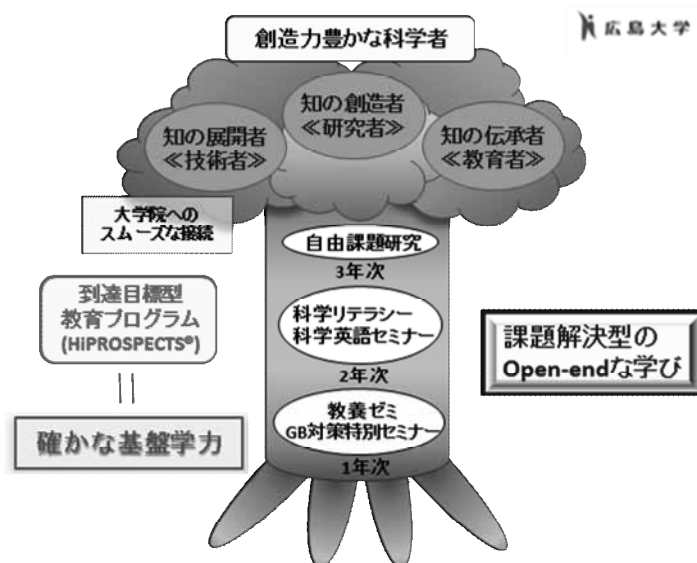 創造力豊かな科学者
広島大学
知の創造者
≪研究者≫
知の展開者
≪技術者≫
知の伝承者
≪教育者≫
大学院への
スムーズな接続
自由課題研究
3年次
到達目標型
教育プログラム
(HiPROSPECTS®)
科学リテラシー
科学英語セミナー
2年次
課題解決型の
Open-endな学び
教養ゼミ
GB対策特別セミナー
1年次
確かな基盤学力